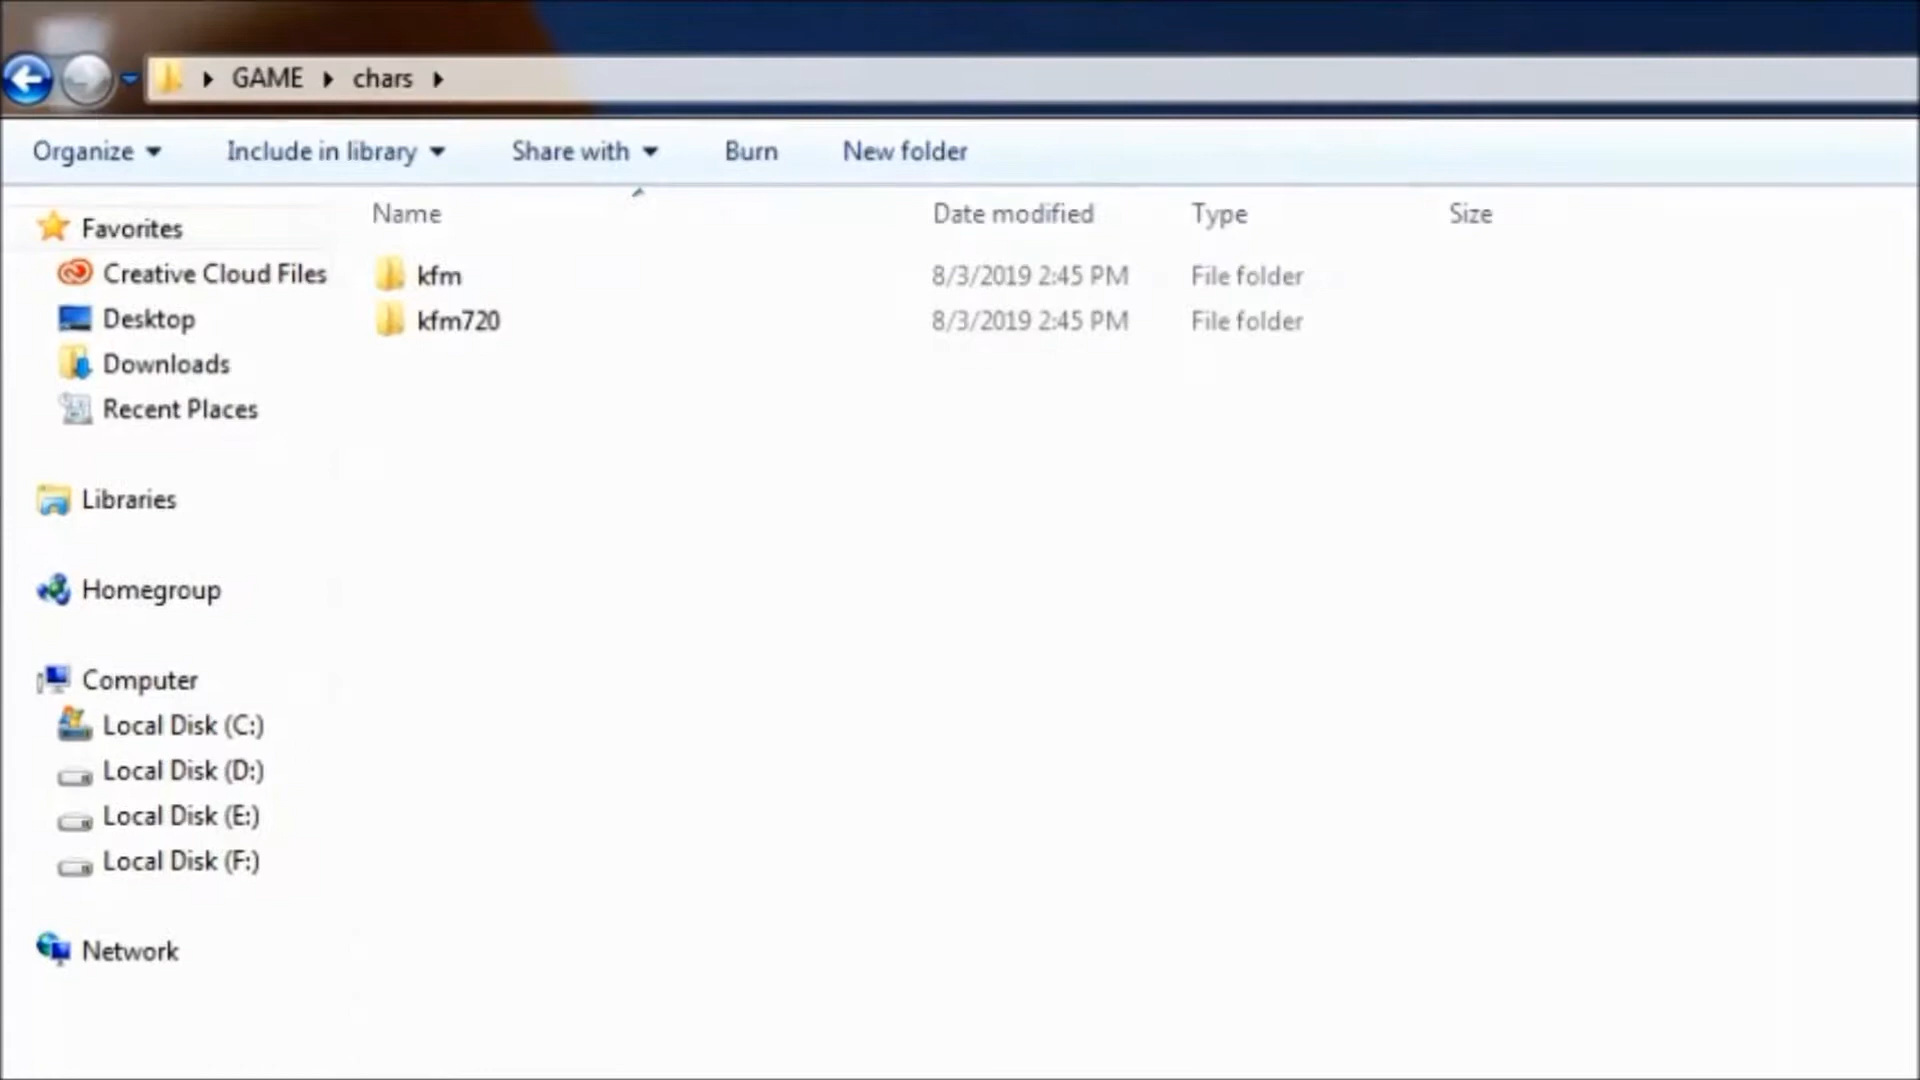 GAME chars
Organize Include in library Share with Burn New folder
Name Date modified Type Size
Favorites
Creative Cloud Files
Desktop
Downloads
Recent Places
Libraries
Homegroup
Computer
Local Disk (C:)
Local Disk (D:)
Local Disk (E:)
Local Disk (F:)
Network
kfm 8/3/2019 2:45 PM File folder
kfm720 8/3/2019 2:45 PM File folder